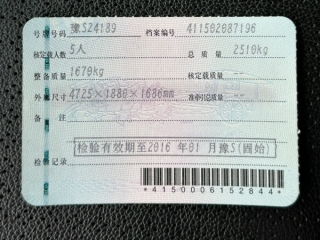 号牌号码 豫S24189 档案编号 411502087196
核定载人数 5人 总质量 2510kg
整备质量 1670kg 核定载质量 --
外廓尺寸 4725×1880×1686mm 准牵引总质量 --
备注
检验有效期至2016年01月豫S(固始)
检验记录
*4150006152844*